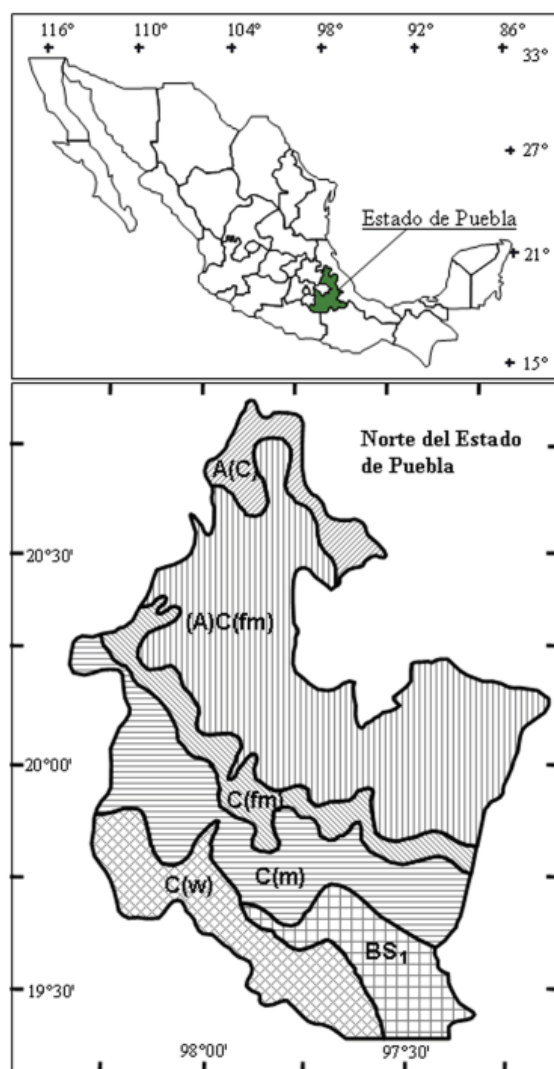 116° 110° 104° 98° 92° 86°
33°
27°
Estado de Puebla
21°
15°
Norte del Estado
de Puebla
A(C)
20°30'
(A)C(fm)
20°00'
C(fm)
C(m)
C(w)
BS₁
19°30'
98°00' 97°30'